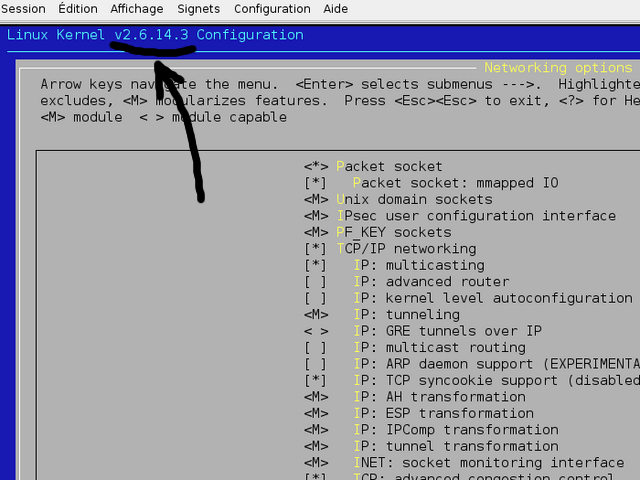 Session Édition Affichage Signets Configuration Aide
Linux Kernel v2.6.14.3 Configuration
Networking options
Arrow keys navigate the menu. <Enter> selects submenus --->. Highlighte
excludes, <M> modularizes features. Press <Esc><Esc> to exit, <?> for He
<M> module < > module capable
<*> Packet socket
[*] Packet socket: mmapped IO
<M> Unix domain sockets
<M> IPsec user configuration interface
<M> PF_KEY sockets
[*] TCP/IP networking
[*] IP: multicasting
[ ] IP: advanced router
[ ] IP: kernel level autoconfiguration
<M> IP: tunneling
< > IP: GRE tunnels over IP
[ ] IP: multicast routing
[ ] IP: ARP daemon support (EXPERIMENTA
[*] IP: TCP syncookie support (disabled
<M> IP: AH transformation
<M> IP: ESP transformation
<M> IP: IPComp transformation
<M> IP: tunnel transformation
<M> INET: socket monitoring interface
[*] TCP: advanced congestion control